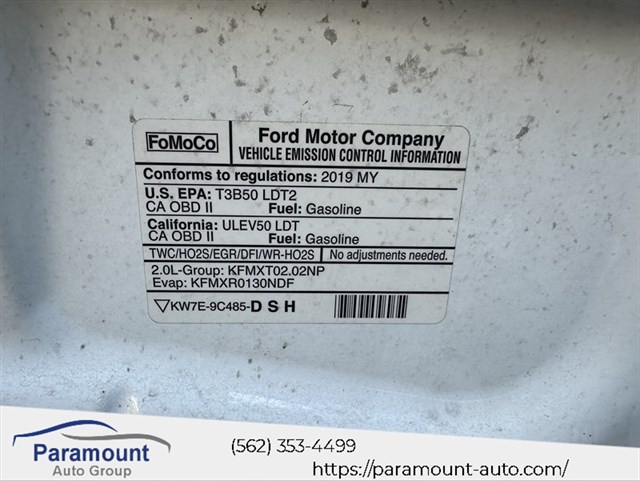 FoMoCo
Ford Motor Company
VEHICLE EMISSION CONTROL INFORMATION
Conforms to regulations: 2019 MY
U.S. EPA: T3B50 LDT2
CA OBD II Fuel: Gasoline
California: ULEV50 LDT
CA OBD II Fuel: Gasoline
TWC/HO2S/EGR/DFI/WR-HO2S No adjustments needed.
2.0L-Group: KFMXT02.02NP
Evap: KFMXR0130NDF
KW7E-9C485-D S H
Paramount
Auto Group
(562) 353-4499
https://paramount-auto.com/